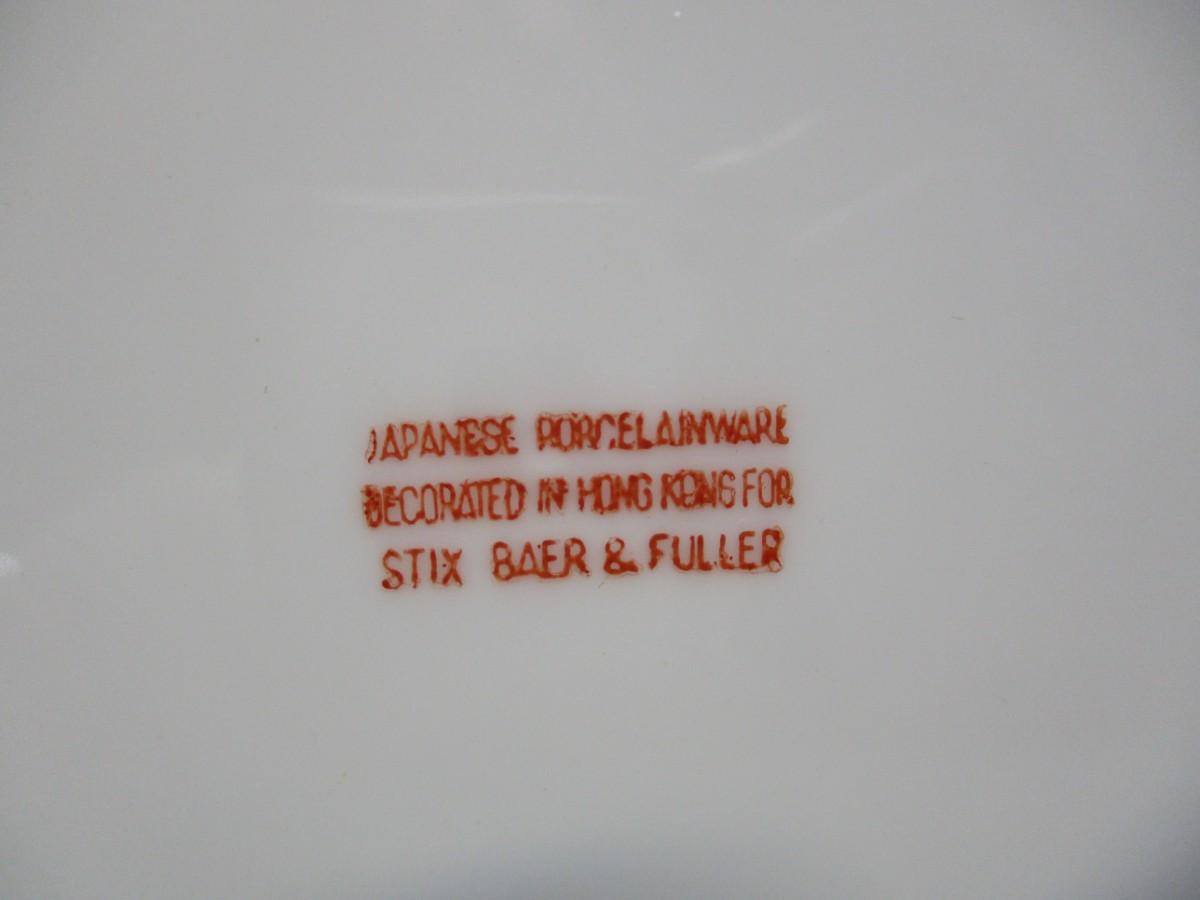 JAPANESE PORCELAINWARE
DECORATED IN HONG KONG FOR
STIX BAER & FULLER